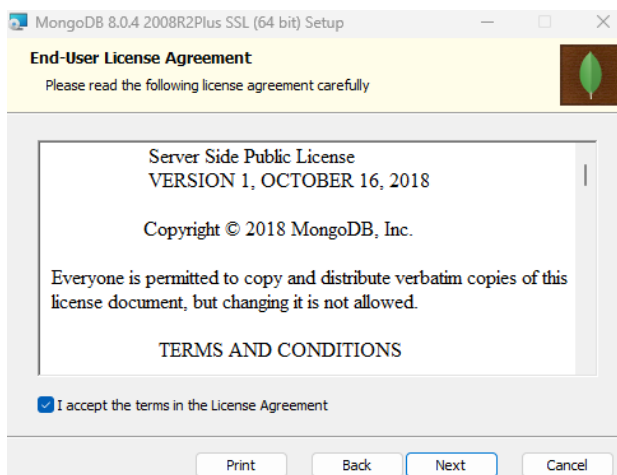 MongoDB 8.0.4 2008R2Plus SSL (64 bit) Setup
End-User License Agreement
Please read the following license agreement carefully
Server Side Public License
VERSION 1, OCTOBER 16, 2018
Copyright © 2018 MongoDB, Inc.
Everyone is permitted to copy and distribute verbatim copies of this
license document, but changing it is not allowed.
TERMS AND CONDITIONS
I accept the terms in the License Agreement
Print Back Next Cancel